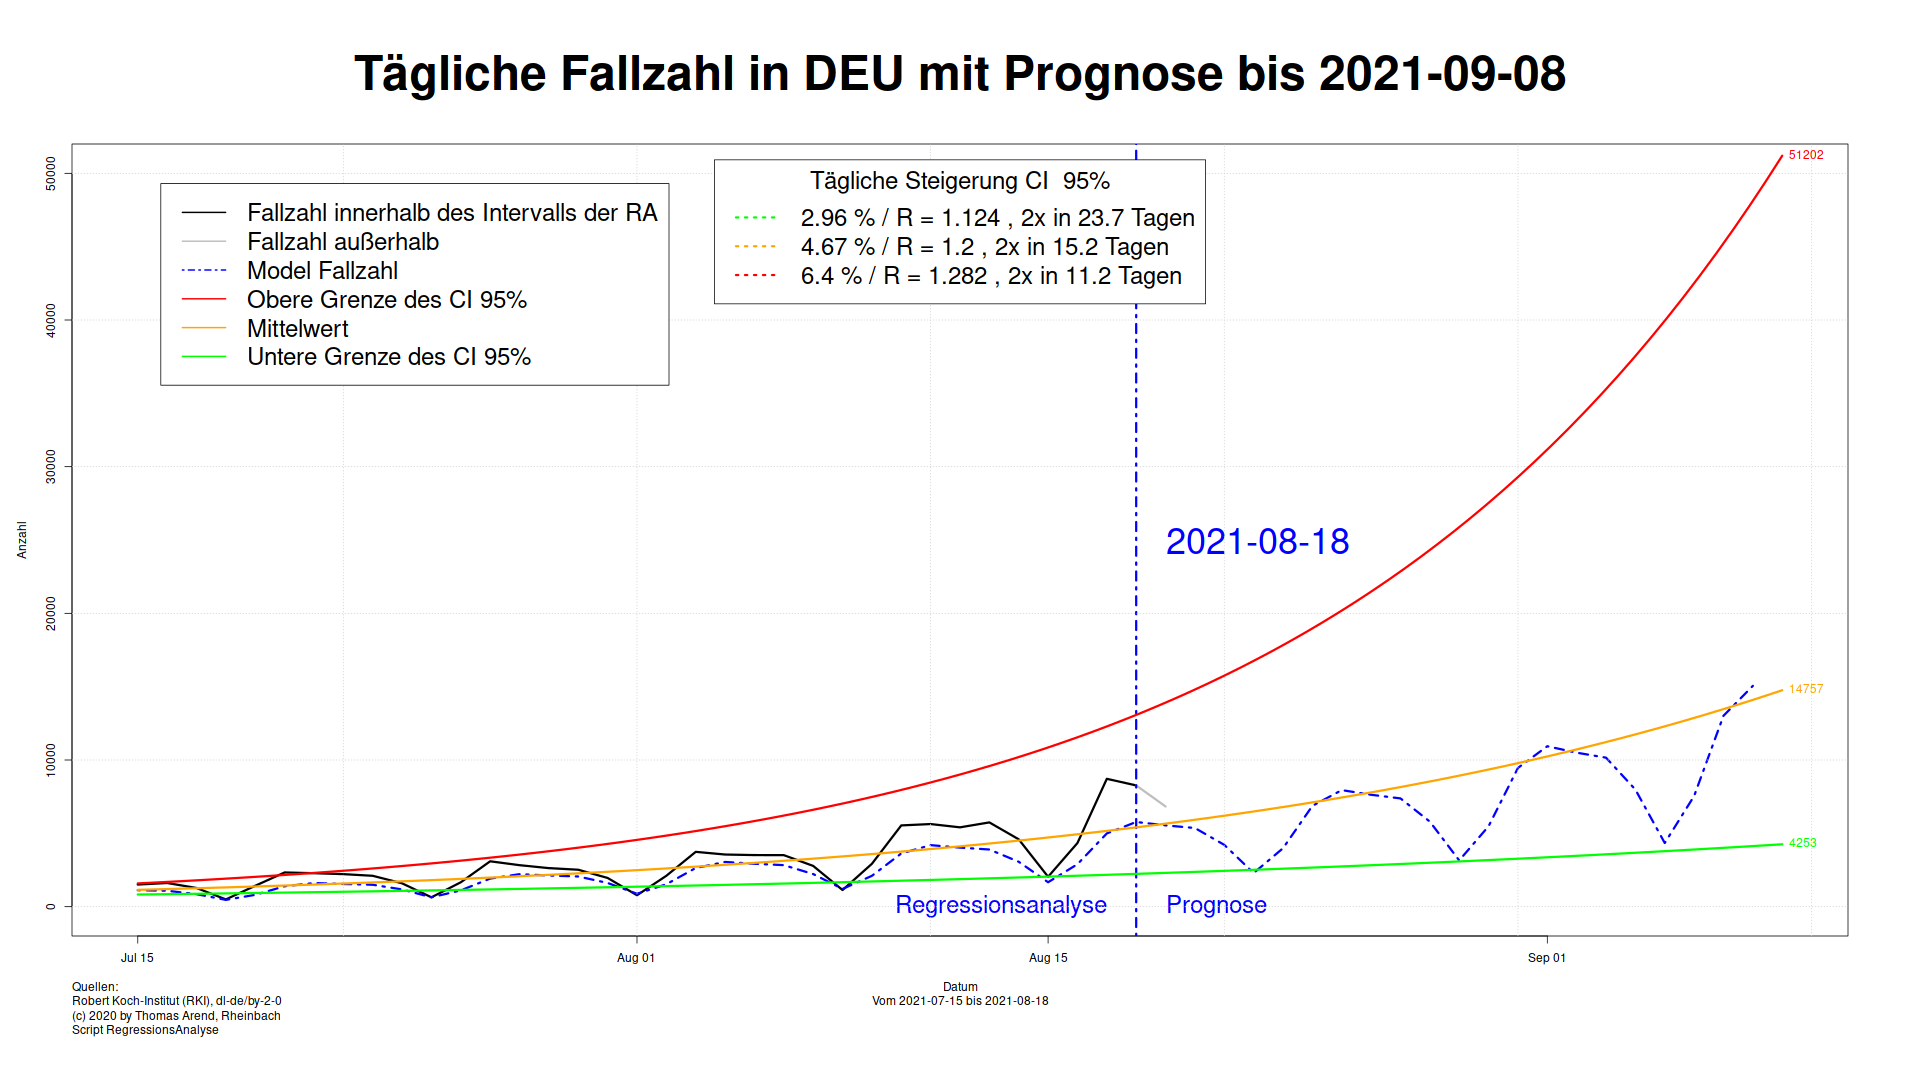 Tägliche Fallzahl in DEU mit Prognose bis 2021-09-08
Fallzahl innerhalb des Intervalls der RA
Fallzahl außerhalb
Model Fallzahl
Obere Grenze des CI 95%
Mittelwert
Untere Grenze des CI 95%
Tägliche Steigerung CI  95%
2.96 % / R = 1.124 , 2x in 23.7 Tagen
4.67 % / R = 1.2 , 2x in 15.2 Tagen
6.4 % / R = 1.282 , 2x in 11.2 Tagen
51202
50000
40000
30000
20000
10000
0
Anzahl
2021-08-18
14757
4253
Regressionsanalyse
Prognose
Jul 15
Aug 01
Aug 15
Sep 01
Datum
Vom 2021-07-15 bis 2021-08-18
Quellen:
Robert Koch-Institut (RKI), dl-de/by-2-0
(c) 2020 by Thomas Arend, Rheinbach
Script RegressionsAnalyse